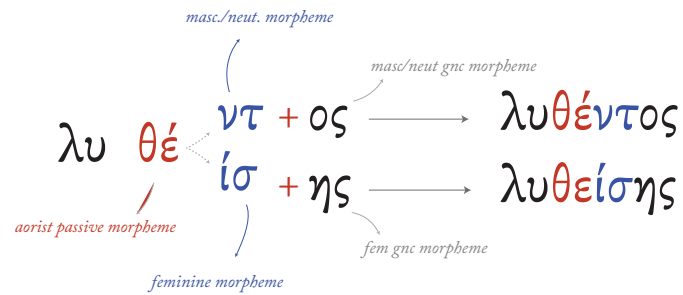 masc./neut. morpheme
masc/neut gnc morpheme
ντ + ος
λυθέντος
λυ θέ
ίσ + ης
λυθείσης
aorist passive morpheme
fem gnc morpheme
feminine morpheme